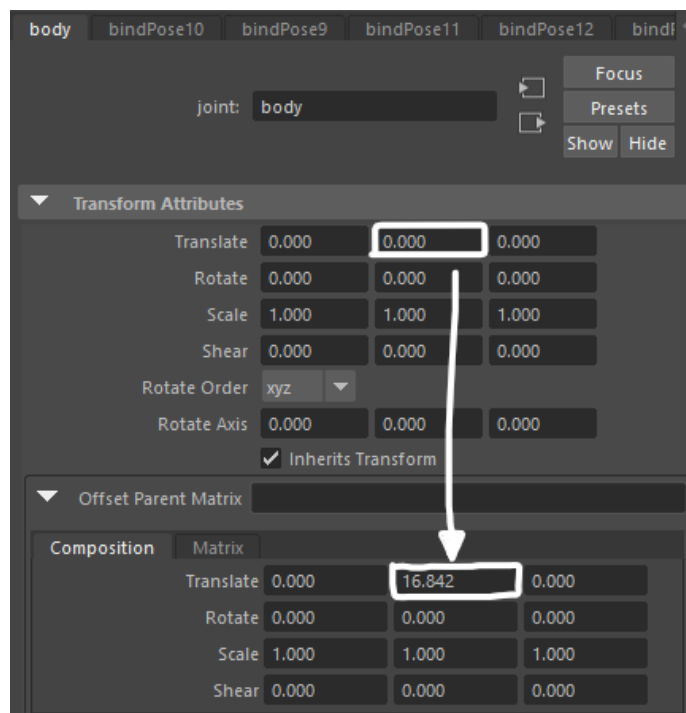 body bindPose10 bindPose9 bindPose11 bindPose12
Focus
joint: body
Presets
Show Hide
Transform Attributes
Translate 0.000 0.000 0.000
Rotate 0.000 0.000 0.000
Scale 1.000 1.000 1.000
Shear 0.000 0.000 0.000
Rotate Order xyz
Rotate Axis 0.000 0.000 0.000
Inherits Transform
Offset Parent Matrix
Composition Matrix
Translate 0.000 16.842 0.000
Rotate 0.000 0.000 0.000
Scale 1.000 1.000 1.000
Shear 0.000 0.000 0.000